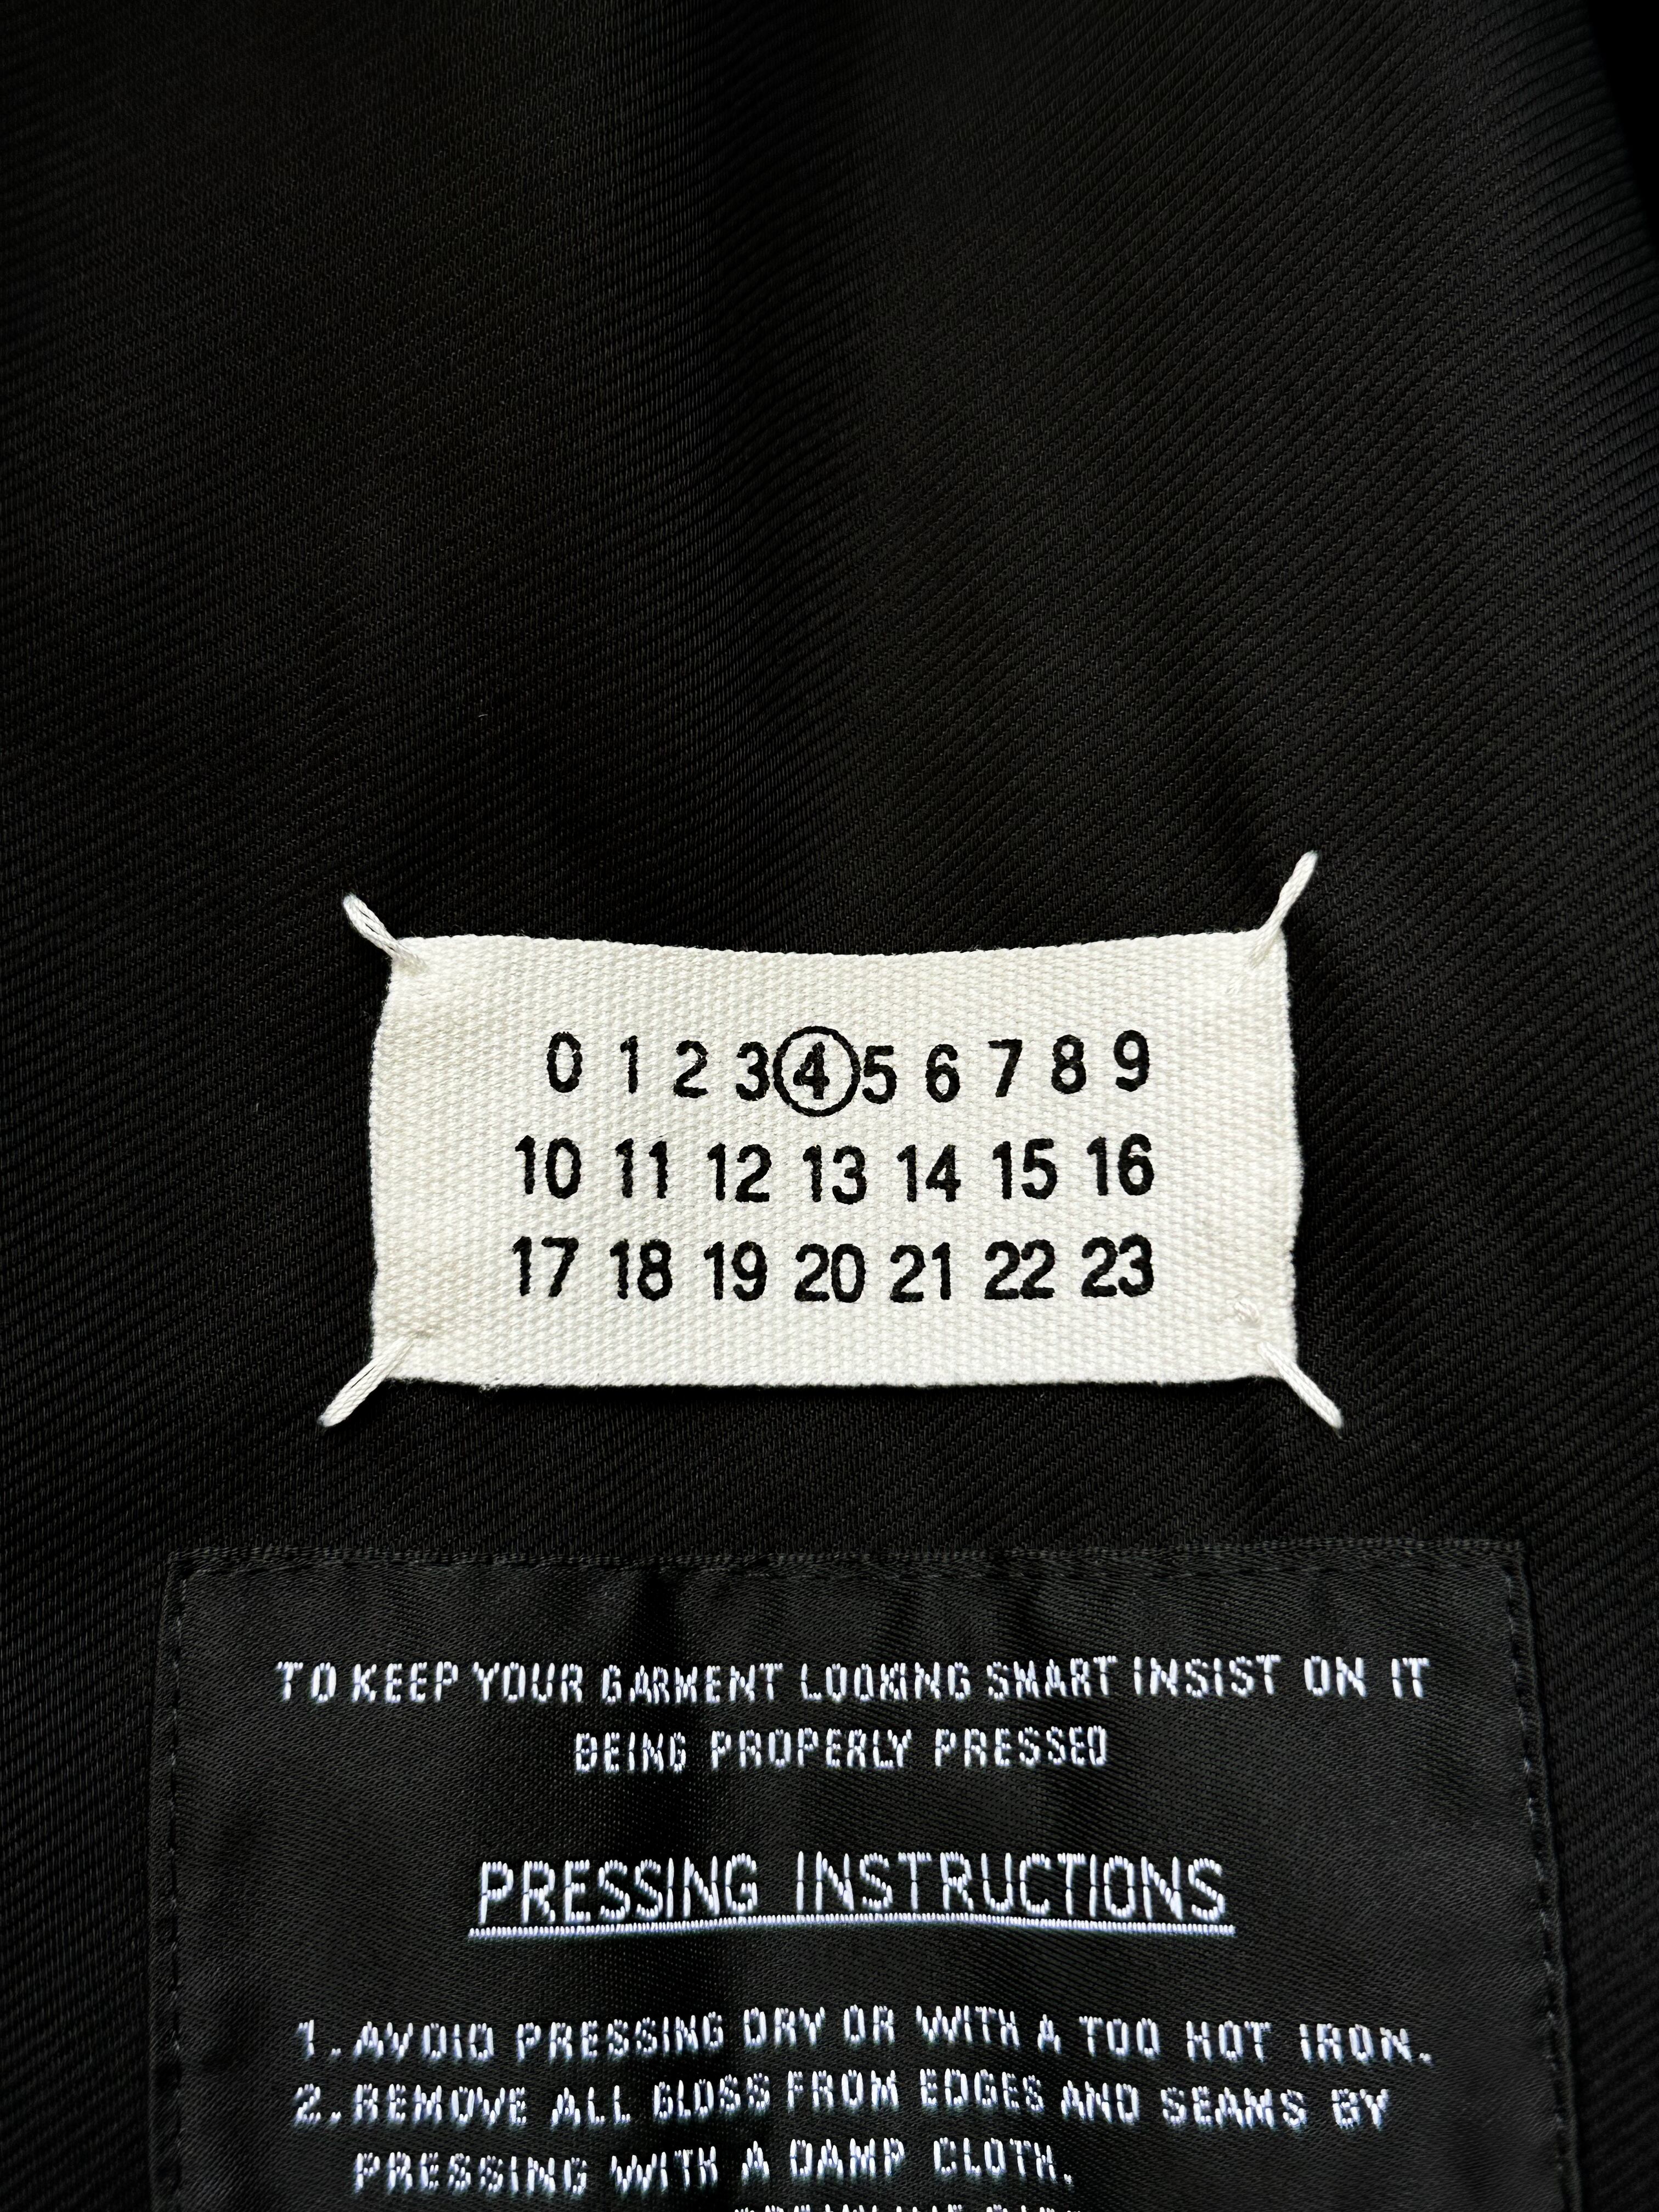 0 1 2 3 4 5 6 7 8 9
10 11 12 13 14 15 16
17 18 19 20 21 22 23
TO KEEP YOUR GARMENT LOOKING SMART INSIST ON IT
BEING PROPERLY PRESSED
PRESSING INSTRUCTIONS
1. AVOID PRESSING DRY OR WITH A TOO HOT IRON.
2. REMOVE ALL GLOSS FROM EDGES AND SEAMS BY
PRESSING WITH A DAMP CLOTH.